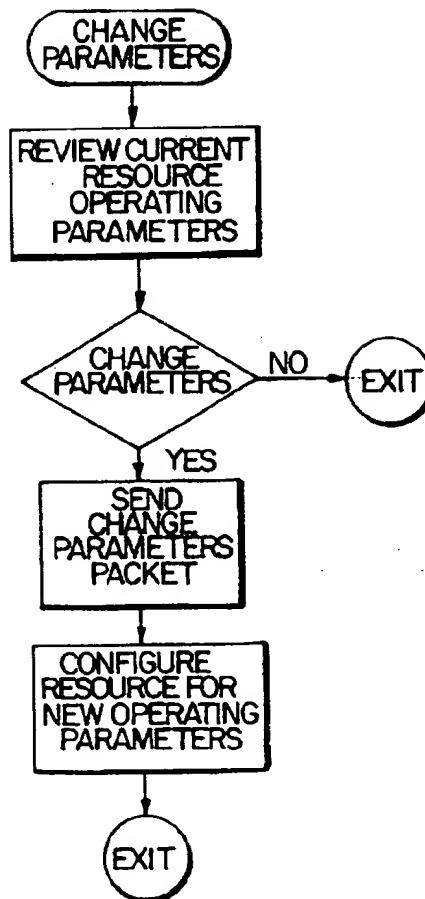 CHANGE
PARAMETERS
REVIEW CURRENT
RESOURCE
OPERATING
PARAMETERS
CHANGE
PARAMETERS
NO
EXIT
YES
SEND
CHANGE
PARAMETERS
PACKET
CONFIGURE
RESOURCE FOR
NEW OPERATING
PARAMETERS
EXIT